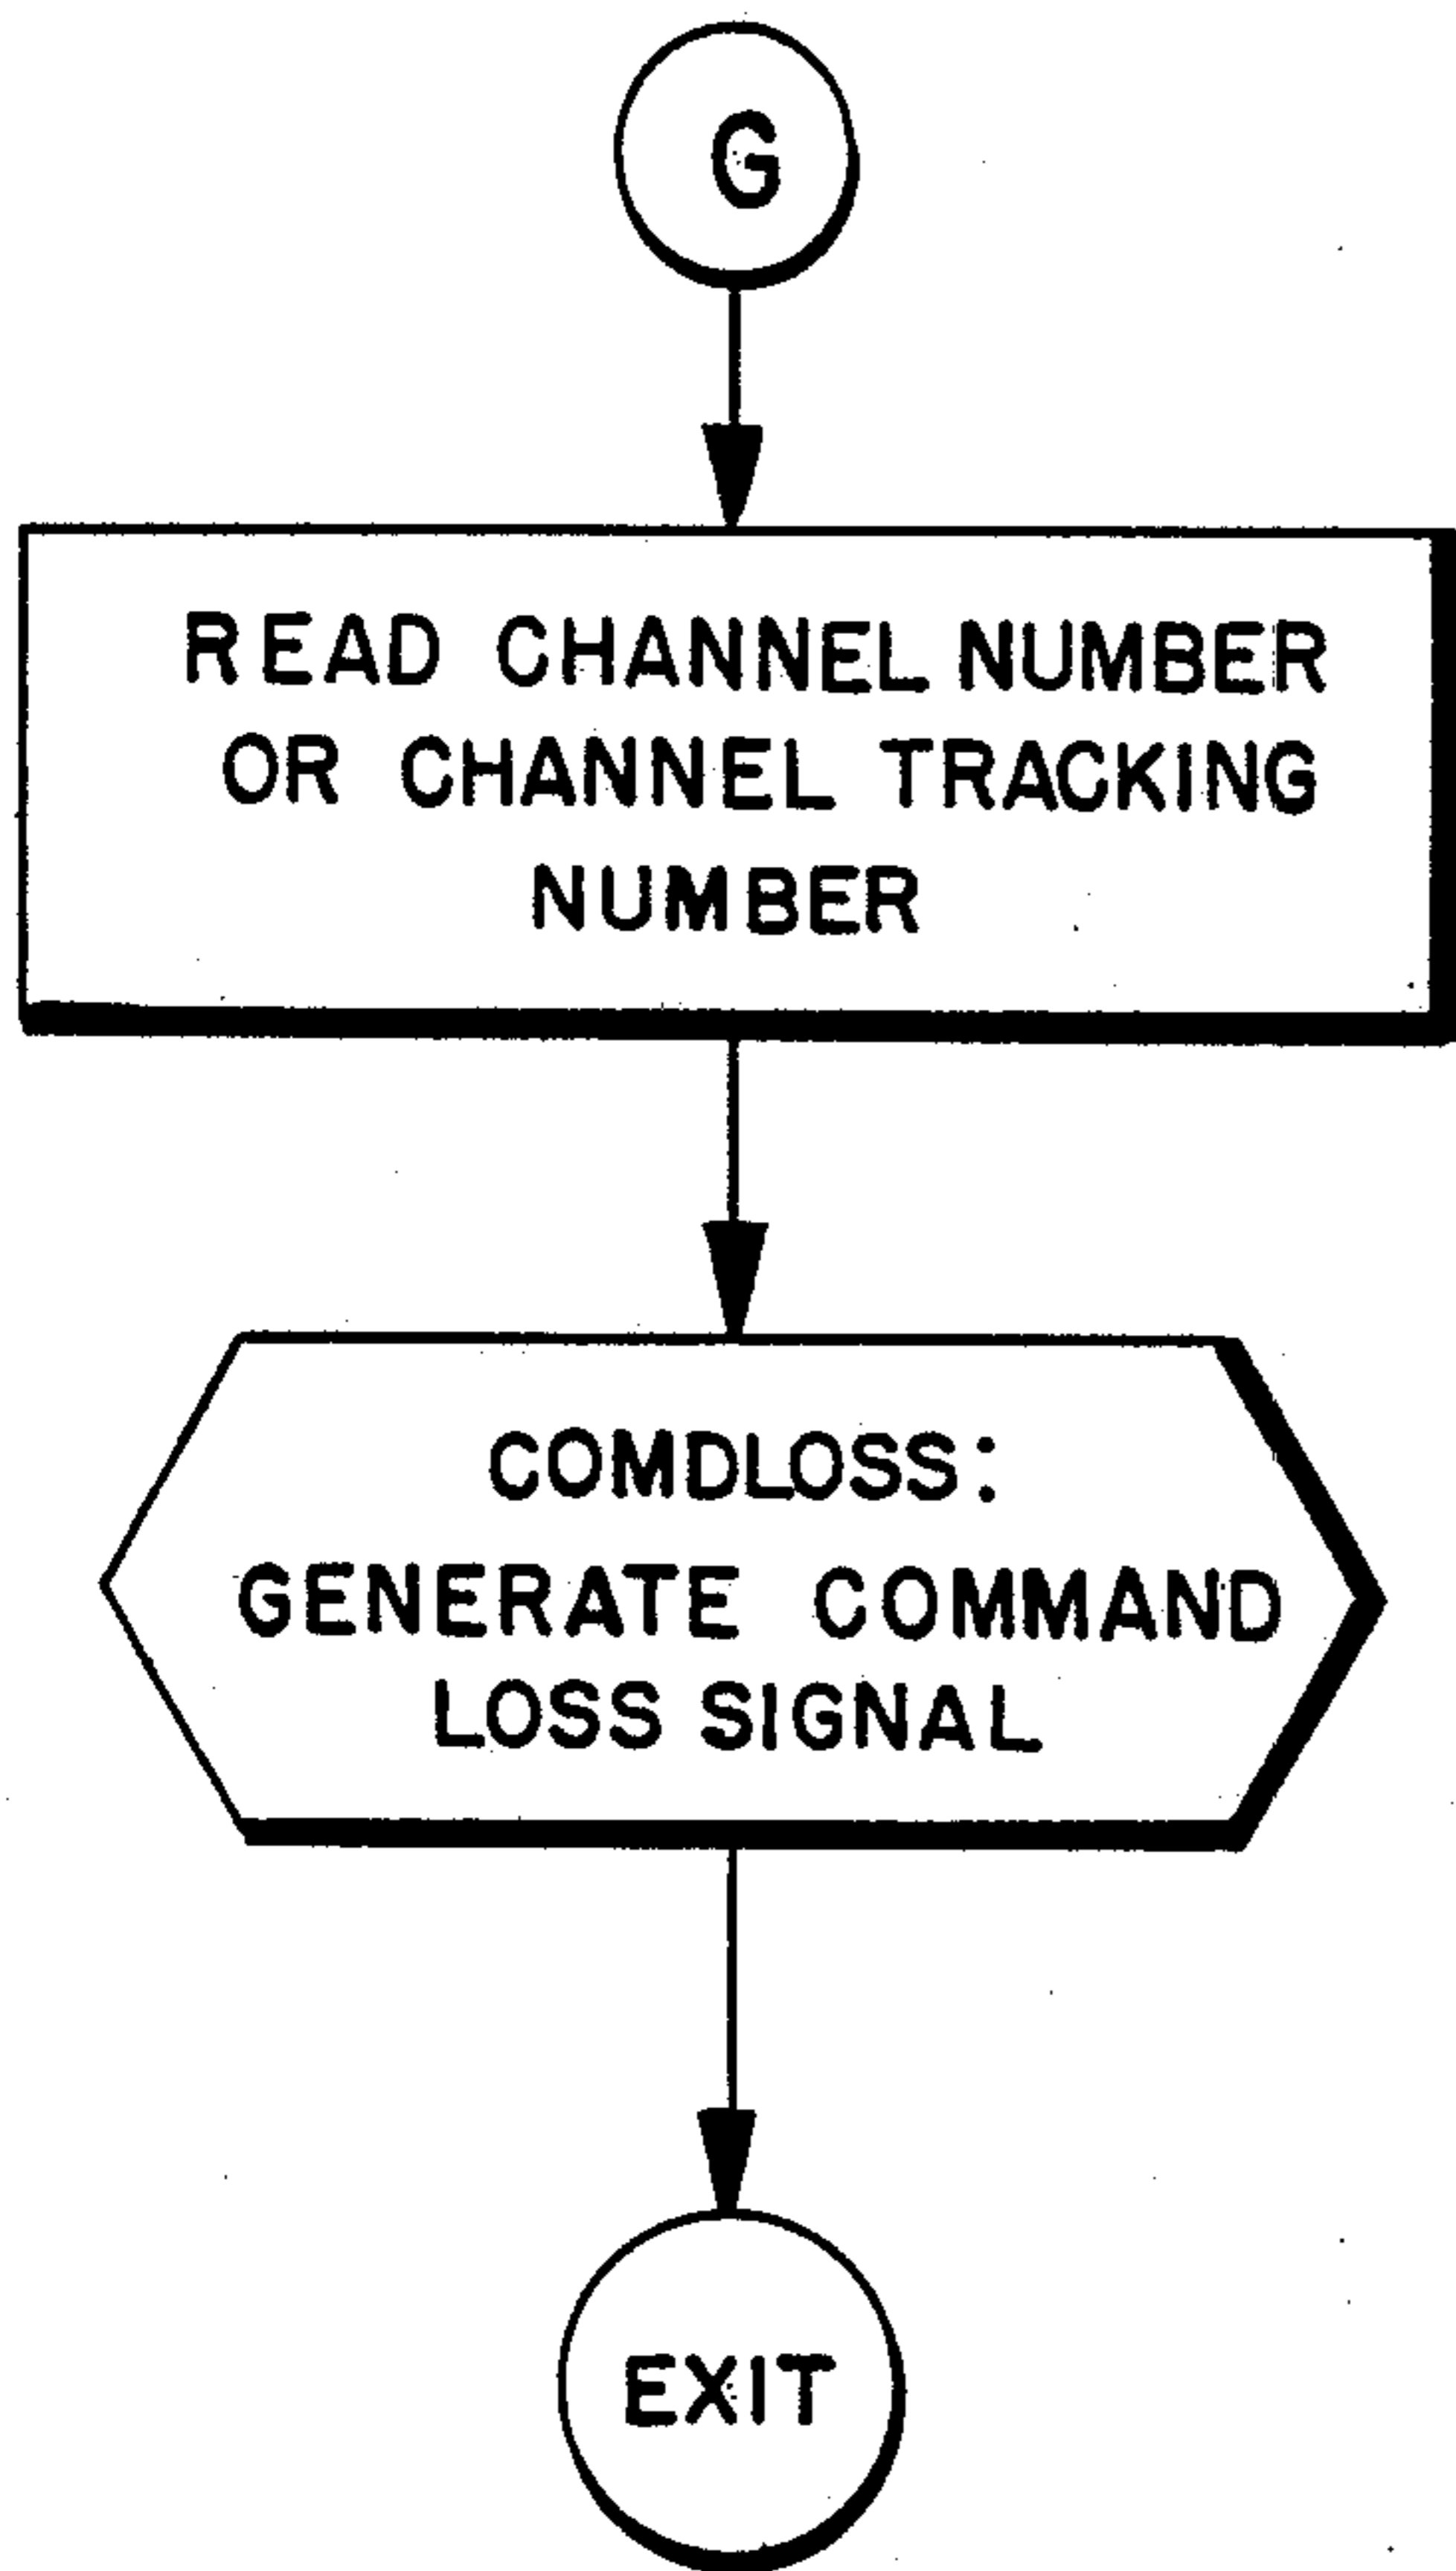 G
READ CHANNEL NUMBER
OR CHANNEL TRACKING
NUMBER
COMDLOSS:
GENERATE COMMAND
LOSS SIGNAL
EXIT